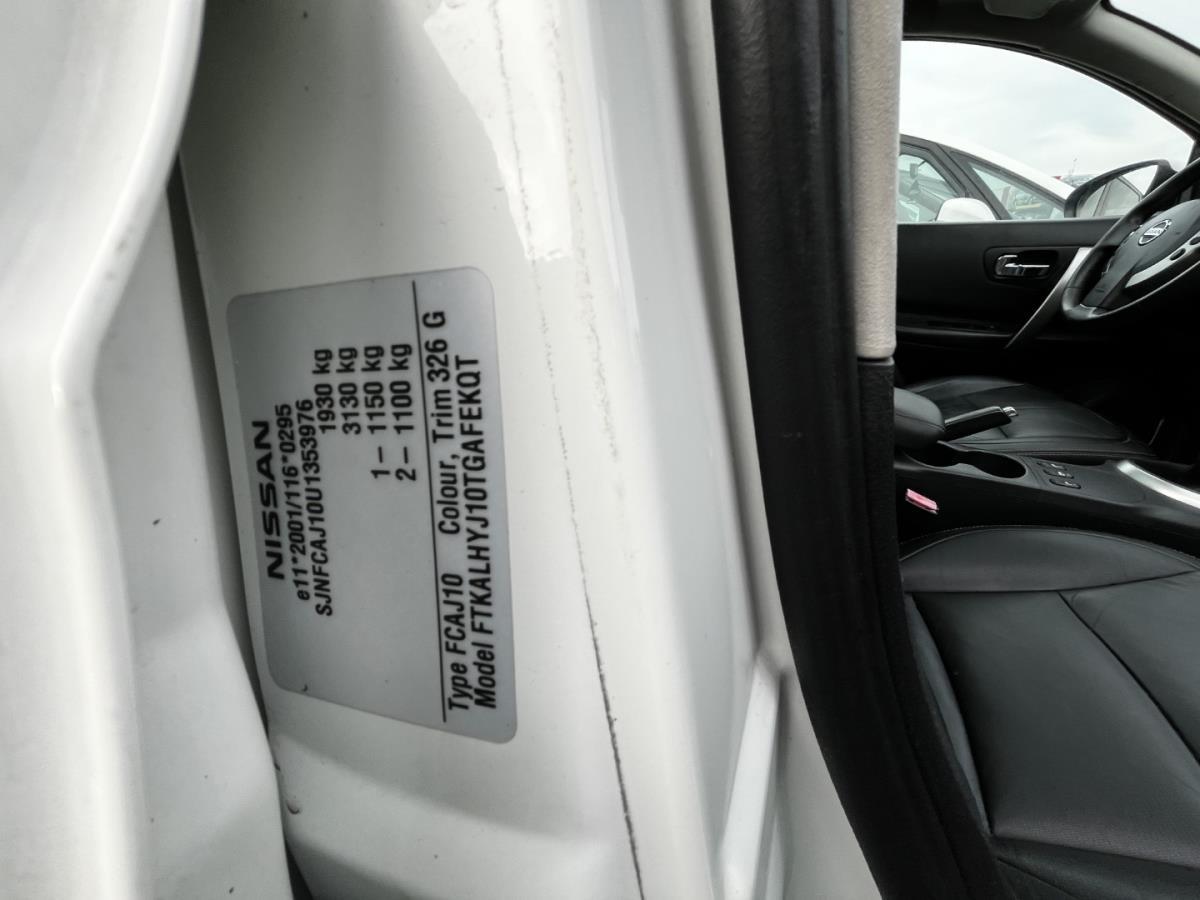 NISSAN
e11*2001/116*0295
SJNFCAJ10U1353976
1930 kg
3130 kg
1– 1150 kg
2– 1100 kg
Type FCAJ10 Colour, Trim 326 G
Model FTKALHYJ10TGAFEKQT